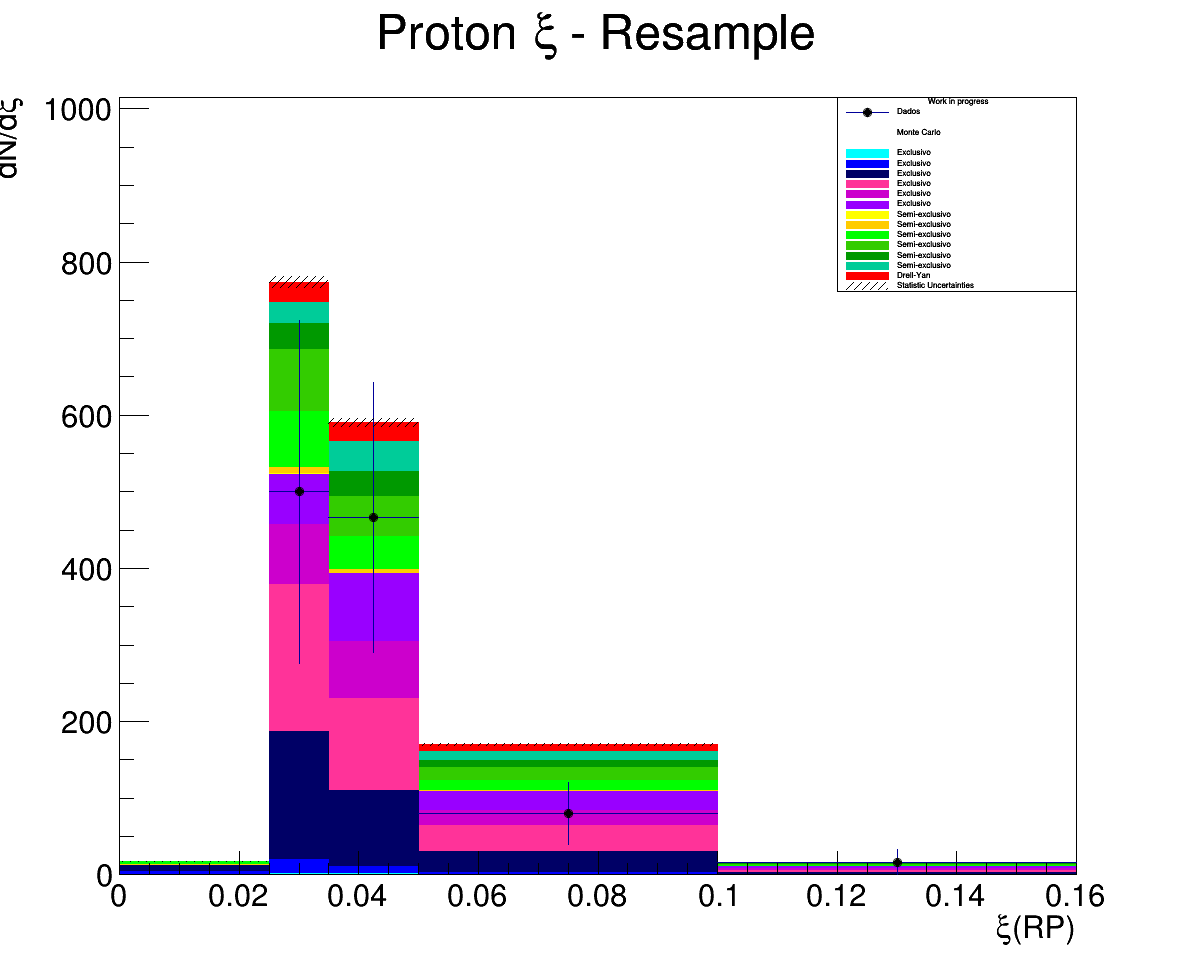 Proton ξ - Resample
dN/dξ
1000
800
600
400
200
0
0 0.02 0.04 0.06 0.08 0.1 0.12 0.14 0.16
ξ(RP)
Work in progress
Dados
Monte Carlo
Exclusivo
Exclusivo
Exclusivo
Exclusivo
Exclusivo
Exclusivo
Semi-exclusivo
Semi-exclusivo
Semi-exclusivo
Semi-exclusivo
Semi-exclusivo
Semi-exclusivo
Drell-Yan
Statistic Uncertainties